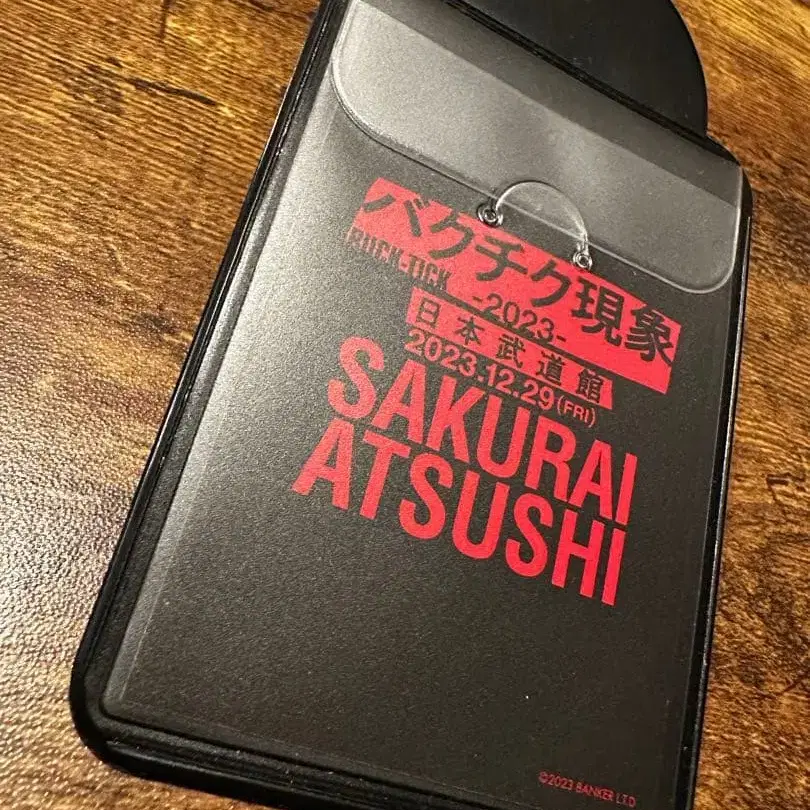 バクチク現象
BUCK-TICK
-2023-
日本武道館
2023.12.29(FRI)
SAKURAI
ATSUSHI
©2023 BANKER LTD